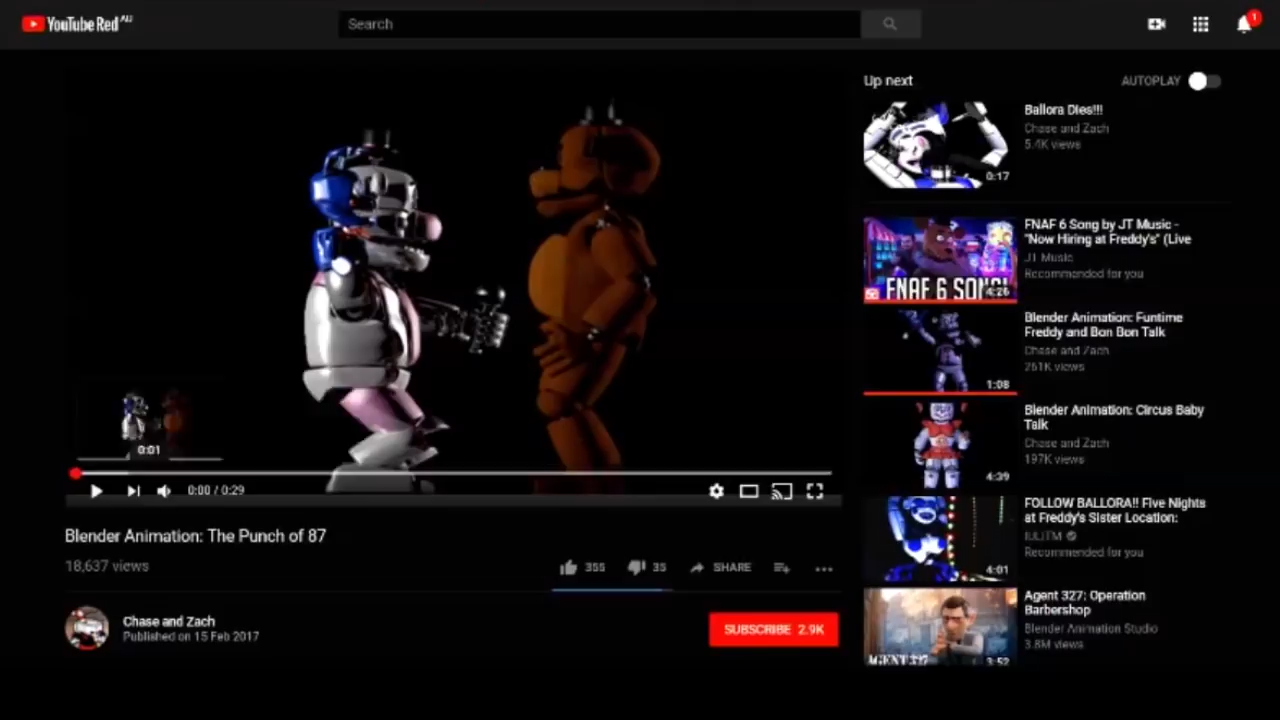 YouTube Red AU
Search
1
Up next
AUTOPLAY
Ballora Dies!!!
Chase and Zach
5.4K views
0:17
FNAF 6 Song by JT Music -
"Now Hiring at Freddy's" (Live
JT Music
Recommended for you
FNAF 6 SONG!
4:26
Blender Animation: Funtime
Freddy and Bon Bon Talk
Chase and Zach
261K views
1:08
Blender Animation: Circus Baby
Talk
Chase and Zach
197K views
4:39
FOLLOW BALLORA!! Five Nights
at Freddy's Sister Location:
Recommended for you
4:01
Agent 327: Operation
Barbershop
Blender Animation Studio
3.8M views
AGENT 327
3:52
0:01
0:00 / 0:29
Blender Animation: The Punch of 87
18,637 views
355
35
SHARE
Chase and Zach
Published on 15 Feb 2017
SUBSCRIBE 2.9K